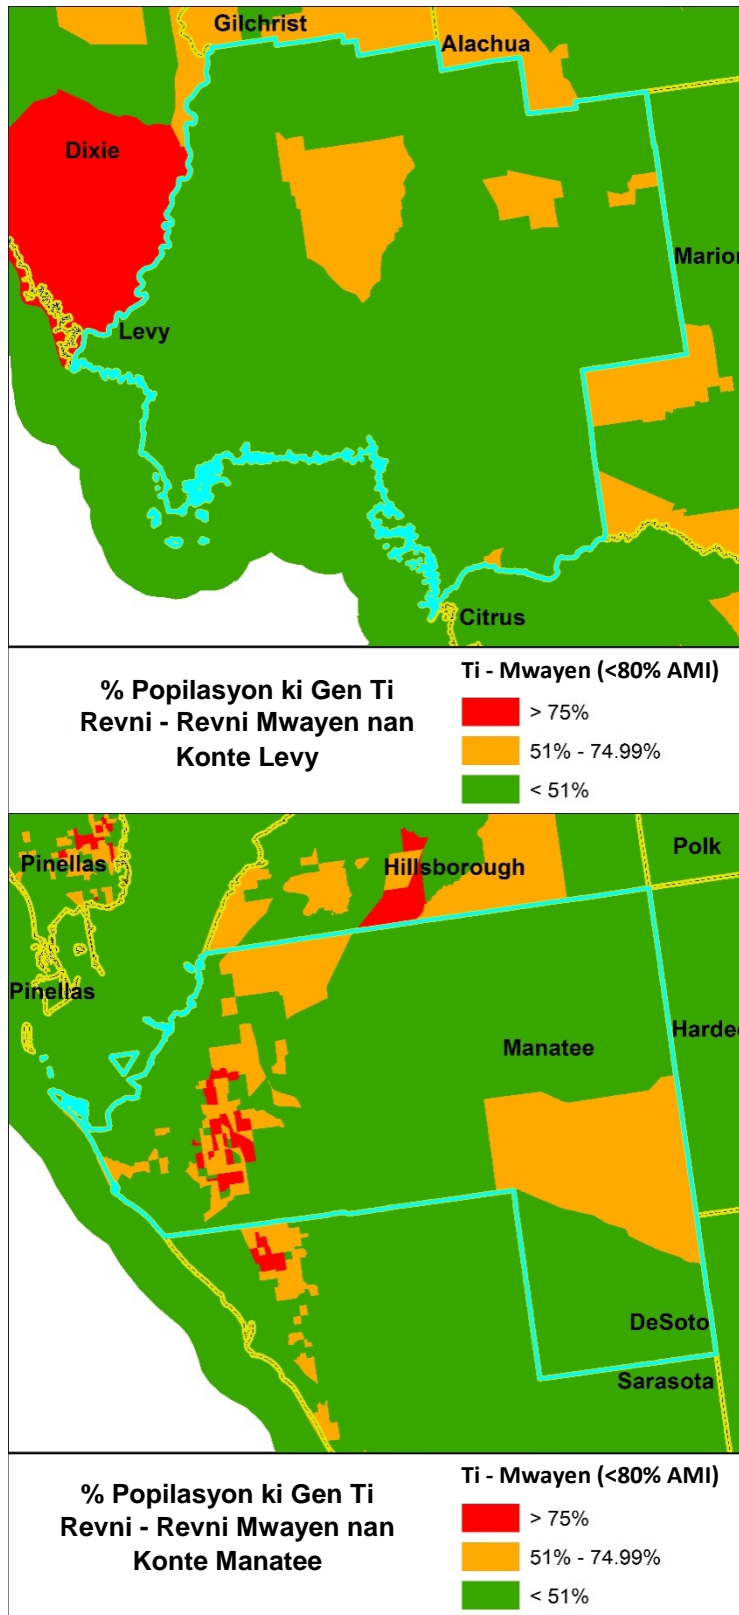 Gilchrist
Alachua
Dixie
Marion
Levy
Citrus
% Popilasyon ki Gen Ti
Revni - Revni Mwayen nan
Konte Levy
Ti - Mwayen (<80% AMI)
> 75%
51% - 74.99%
< 51%
Polk
Pinellas
Hillsborough
Pinellas
Hardee
Manatee
DeSoto
Sarasota
% Popilasyon ki Gen Ti
Revni - Revni Mwayen nan
Konte Manatee
Ti - Mwayen (<80% AMI)
> 75%
51% - 74.99%
< 51%